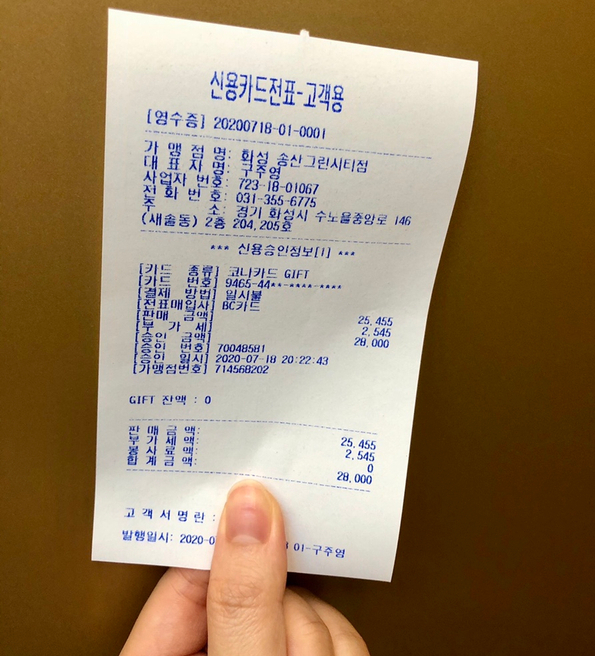 신용카드전표-고객용
[영수증] 20200718-01-0001
가 맹 점 명: 화성 송산그린시티점
대 표 자 명: 구주영
사업자 번호: 723-18-01067
전 화 번 호: 031-355-6775
주 소: 경기 화성시 수노을중앙로 146
(새솔동) 2층 204,205호
*** 신용승인정보[1] ***
[카드 종류] 코나카드 GIFT
[카드 번호] 9465-44**-****-****
[결제 방법] 일시불
[전표매입사] BC카드
[판매 금액] 25,455
[부 가 세] 2,545
[승인 금액] 28,000
[승인 번호] 70048581
[승인 일시] 2020-07-18 20:22:43
[가맹점번호] 714568202
GIFT 잔액 : 0
판 매 금 액: 25,455
부 가 세 액: 2,545
봉 사 료 액: 0
합 계 금 액: 28,000
고 객 서 명 란 :
발행일시: 2020-0 01-구주영